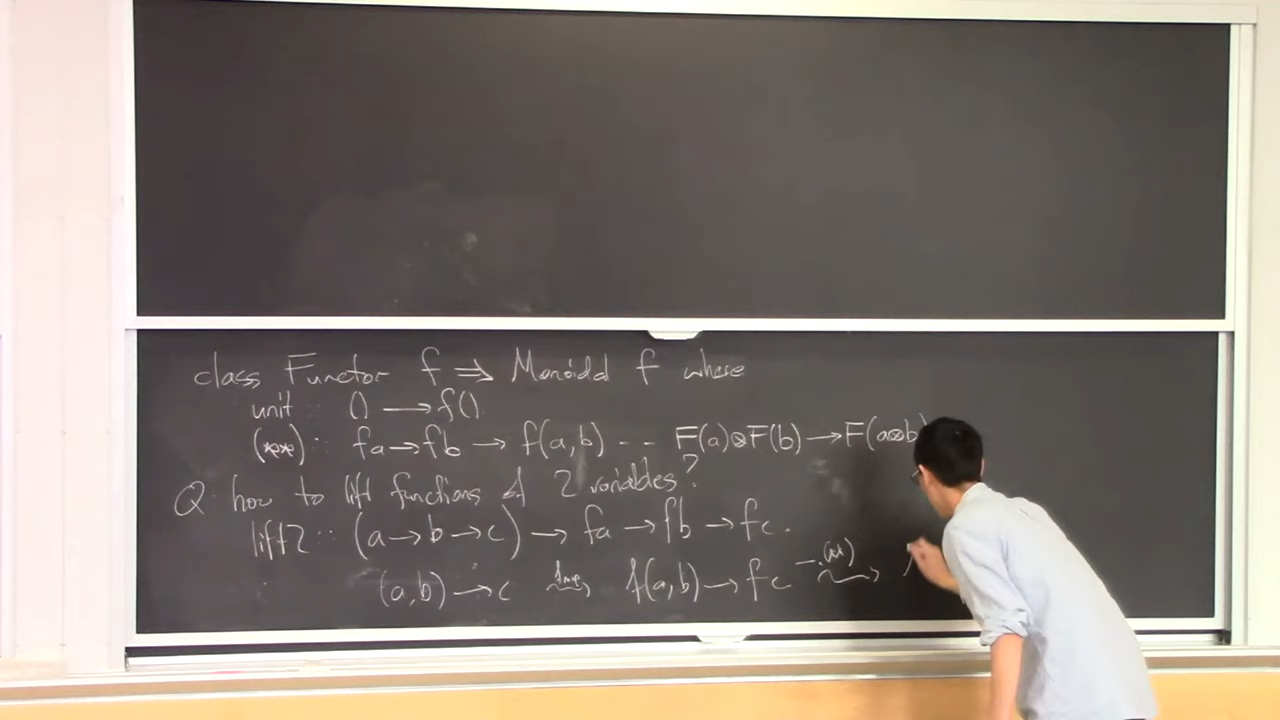 class Functor f ⇒ Monoidal f where
unit :: () → f().
(**) :: fa → fb → f(a,b) -- F(a)⊗F(b) → F(a⊗b)
Q: how to lift functions of 2 variables?
lift2 :: (a → b → c) → fa → fb → fc.
(a,b) → c fmap f(a,b) → fc